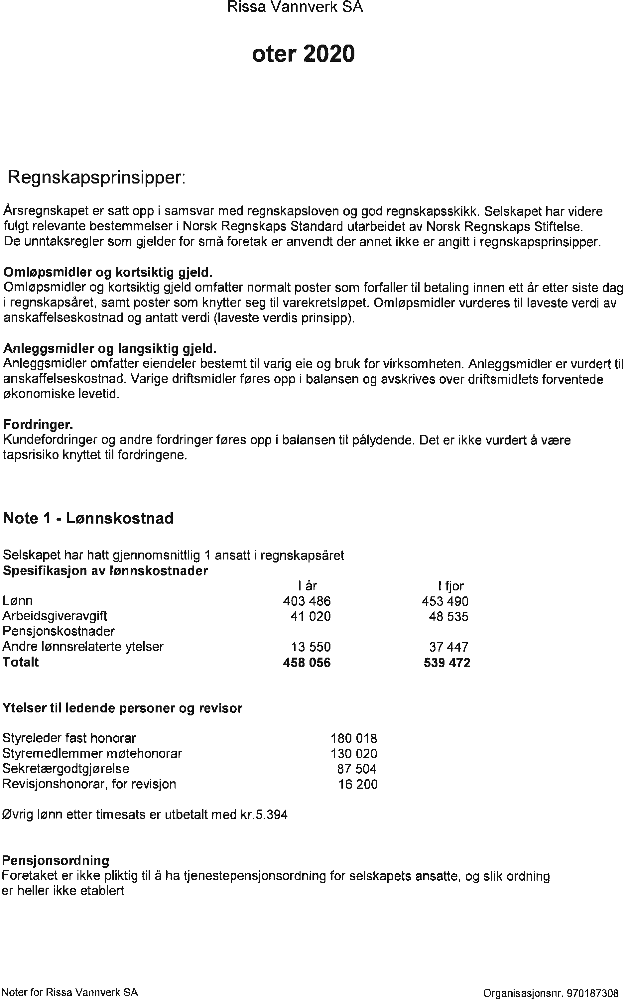 Rissa Vannverk SA
oter 2020
Regnskapsprinsipper:
Årsregnskapet er satt opp i samsvar med regnskapsloven og god regnskapsskikk. Selskapet har videre
fulgt relevante bestemmelser i Norsk Regnskaps Standard utarbeidet av Norsk Regnskaps Stiftelse.
De unntaksregler som gjelder for små foretak er anvendt der annet ikke er angitt i regnskapsprinsipper.
Omløpsmidler og kortsiktig gjeld.
Omløpsmidler og kortsiktig gjeld omfatter normalt poster som forfaller til betaling innen ett år etter siste dag
i regnskapsåret, samt poster som knytter seg til varekretsløpet. Omløpsmidler vurderes til laveste verdi av
anskaffelseskostnad og antatt verdi (laveste verdis prinsipp).
Anleggsmidler og langsiktig gjeld.
Anleggsmidler omfatter eiendeler bestemt til varig eie og bruk for virksomheten. Anleggsmidler er vurdert til
anskaffelseskostnad. Varige driftsmidler føres opp i balansen og avskrives over driftsmidlets forventede
økonomiske levetid.
Fordringer.
Kundefordringer og andre fordringer føres opp i balansen til pålydende. Det er ikke vurdert å være
tapsrisiko knyttet til fordringene.
Note 1 - Lønnskostnad
Selskapet har hatt gjennomsnittlig 1 ansatt i regnskapsåret
Spesifikasjon av lønnskostnader
I år I fjor
Lønn 403 486 453 490
Arbeidsgiveravgift 41 020 48 535
Pensjonskostnader
Andre lønnsrelaterte ytelser 13 550 37 447
Totalt 458 056 539 472
Ytelser til ledende personer og revisor
Styreleder fast honorar 180 018
Styremedlemmer møtehonorar 130 020
Sekretærgodtgjørelse 87 504
Revisjonshonorar, for revisjon 16 200
Øvrig lønn etter timesats er utbetalt med kr.5.394
Pensjonsordning
Foretaket er ikke pliktig til å ha tjenestepensjonsordning for selskapets ansatte, og slik ordning
er heller ikke etablert
Noter for Rissa Vannverk SA Organisasjonsnr. 970187308